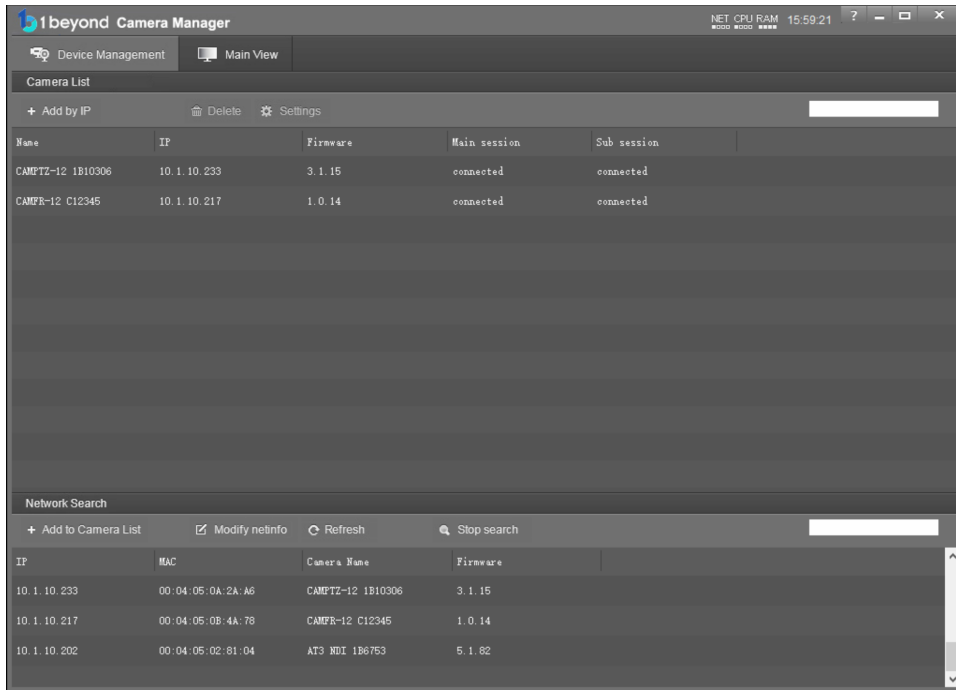 1beyond Camera Manager NET CPU RAM 15:59:21 ?
Device Management Main View
Camera List
+ Add by IP Delete Settings
Name IP Firmware Main session Sub session
CAMPTZ-12 1B10306 10.1.10.233 3.1.15 connected connected
CAMFR-12 C12345 10.1.10.217 1.0.14 connected connected
Network Search
+ Add to Camera List Modify netinfo Refresh Stop search
IP MAC Camera Name Firmware
10.1.10.233 00:04:05:0A:2A:A6 CAMPTZ-12 1B10306 3.1.15
10.1.10.217 00:04:05:0B:4A:78 CAMFR-12 C12345 1.0.14
10.1.10.202 00:04:05:02:81:04 AT3 NDI 1B6753 5.1.82